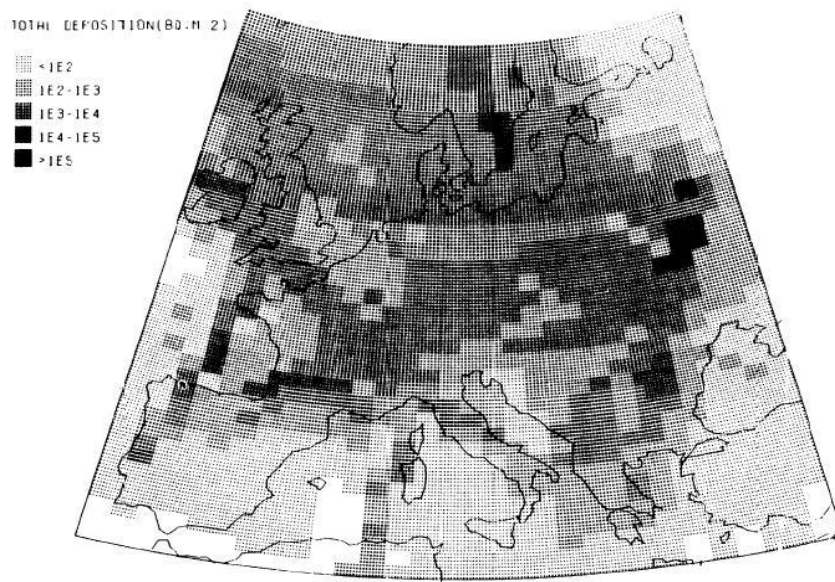 TOTAL DEPOSITION(BQ.M 2)
<1E2
1E2-1E3
1E3-1E4
1E4-1E5
>1E5